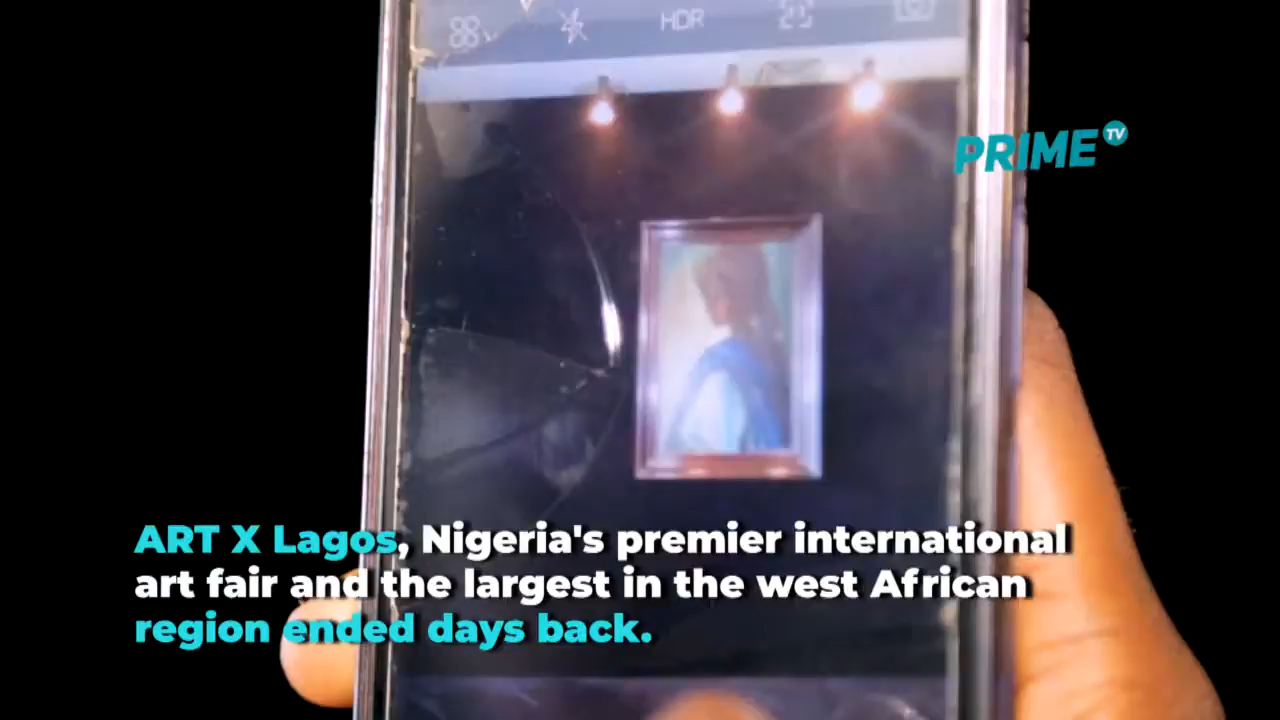 HDR
PRIME TV
ART X Lagos, Nigeria's premier international
art fair and the largest in the west African
region ended days back.